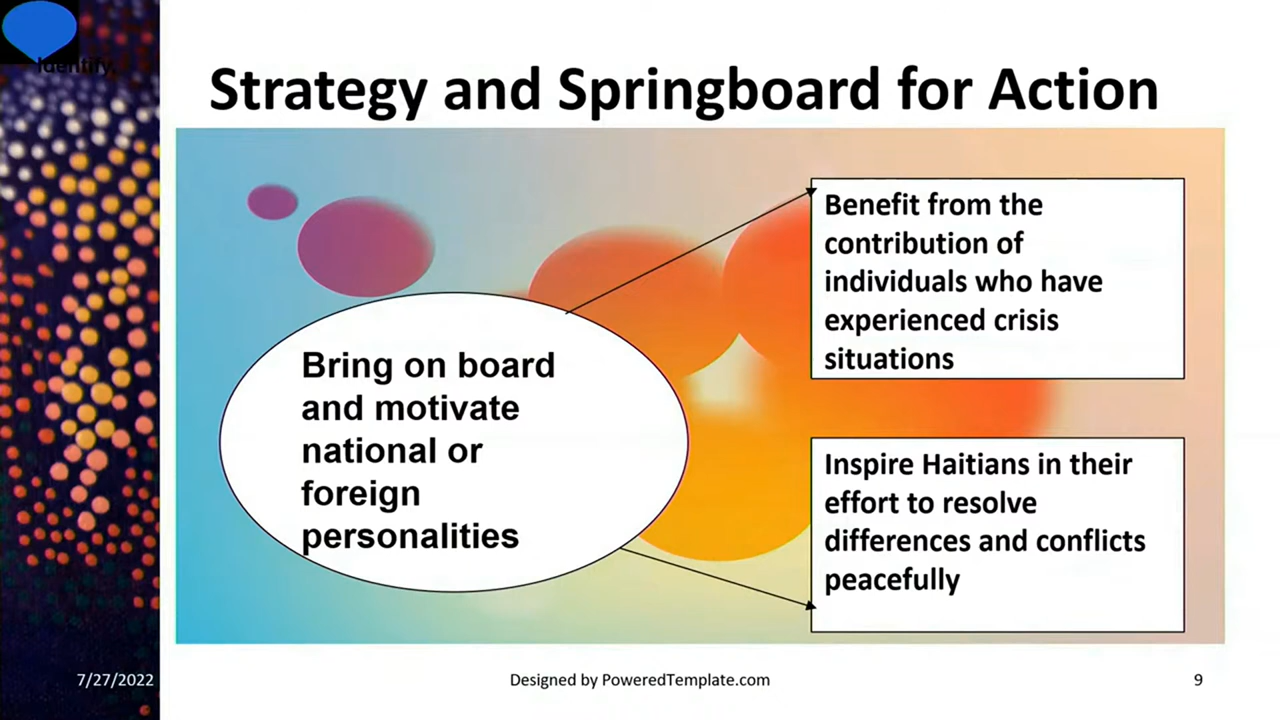 Identify,
Strategy and Springboard for Action
Bring on board
and motivate
national or
foreign
personalities
Benefit from the
contribution of
individuals who have
experienced crisis
situations
Inspire Haitians in their
effort to resolve
differences and conflicts
peacefully
7/27/2022
Designed by PoweredTemplate.com
9